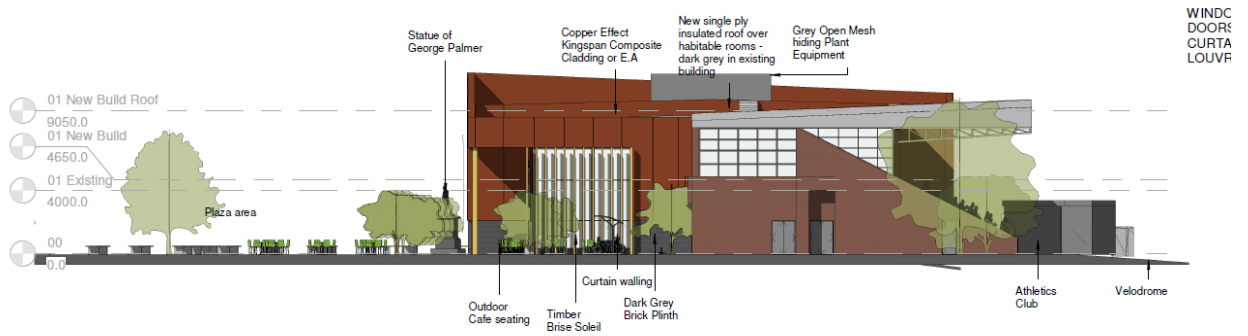 WINDO
DOORS
CURTA
LOUVR
Statue of
George Palmer
Copper Effect
Kingspan Composite
Cladding or E.A
New single ply
insulated roof over
habitable rooms -
dark grey in existing
building
Grey Open Mesh
hiding Plant
Equipment
01 New Build Roof
9050.0
01 New Build
4650.0
01 Existing
4000.0
00
0.0
Plaza area
Outdoor
Cafe seating
Timber
Brise Soleil
Curtain walling
Dark Grey
Brick Plinth
Athletics
Club
Velodrome